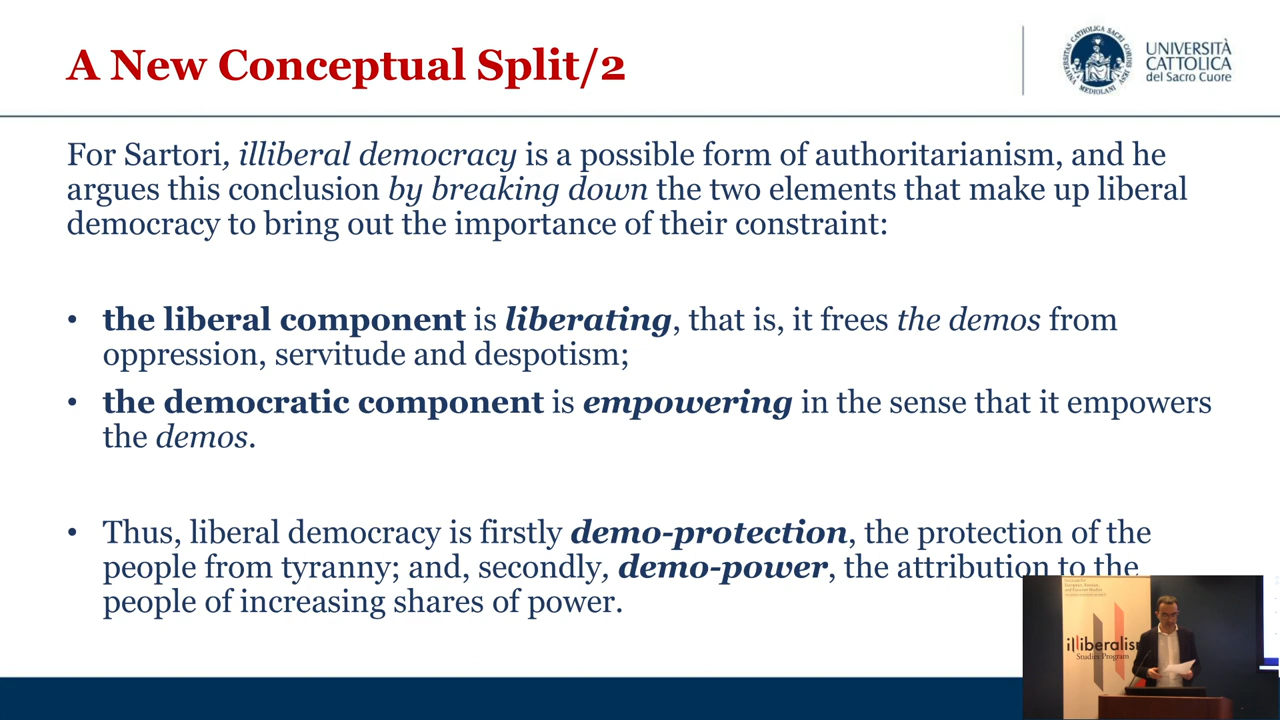 A New Conceptual Split/2
UNIVERSITÀ
CATTOLICA
del Sacro Cuore
For Sartori, illiberal democracy is a possible form of authoritarianism, and he
argues this conclusion by breaking down the two elements that make up liberal
democracy to bring out the importance of their constraint:
• the liberal component is liberating, that is, it frees the demos from
oppression, servitude and despotism;
• the democratic component is empowering in the sense that it empowers
the demos.
• Thus, liberal democracy is firstly demo-protection, the protection of the
people from tyranny; and, secondly, demo-power, the attribution to the
people of increasing shares of power.
illiberalism
Studies Program